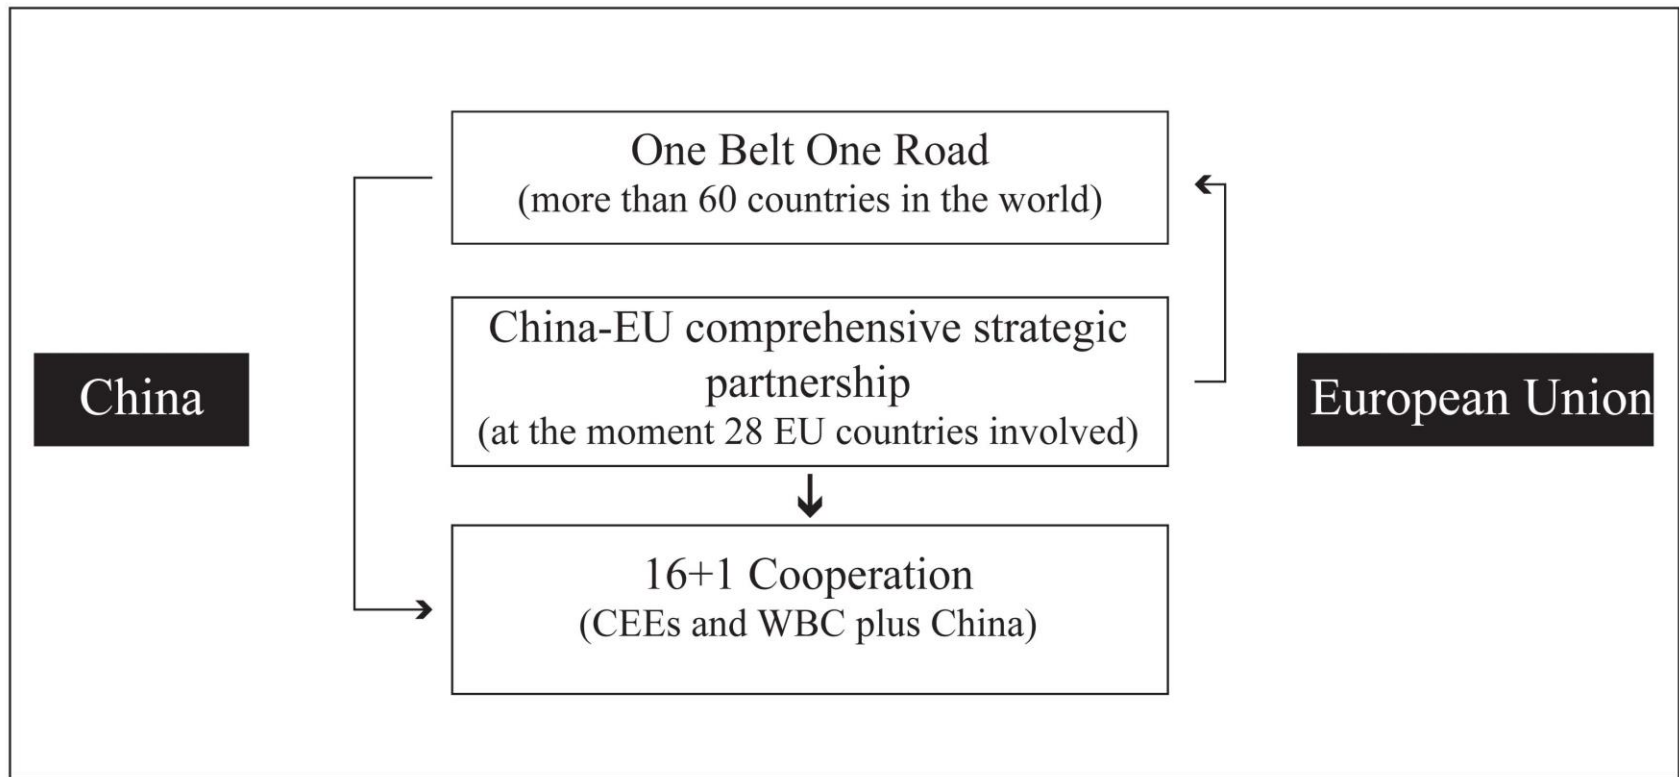 One Belt One Road
(more than 60 countries in the world)
China-EU comprehensive strategic
partnership
(at the moment 28 EU countries involved)
China
European Union
16+1 Cooperation
(CEEs and WBC plus China)